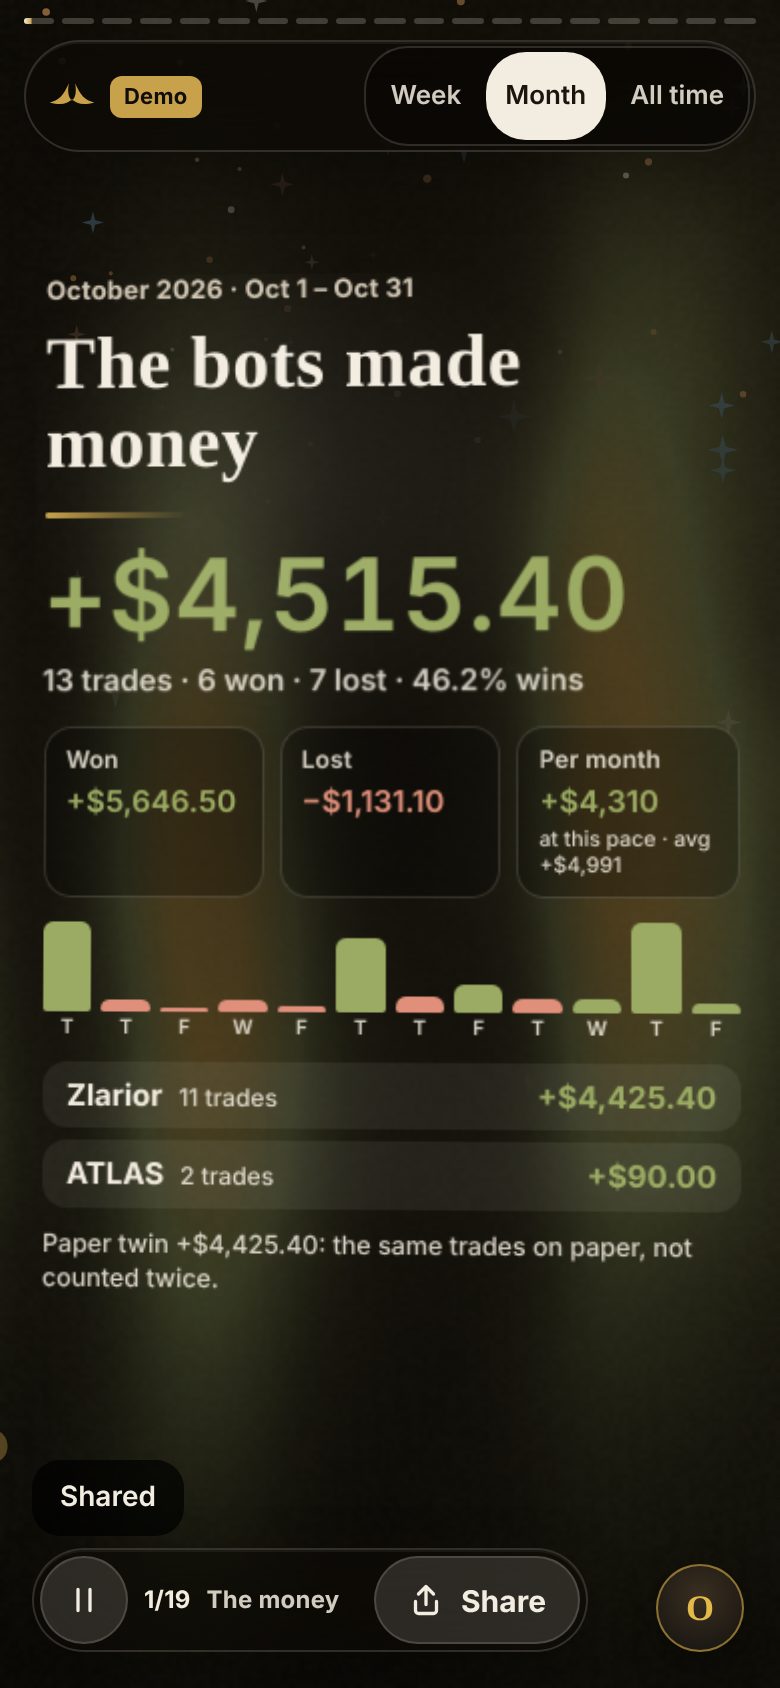 Demo
Week Month All time
October 2026 · Oct 1 – Oct 31
The bots made
money
+$4,515.40
13 trades · 6 won · 7 lost · 46.2% wins
Won
+$5,646.50
Lost
−$1,131.10
Per month
+$4,310
at this pace · avg
+$4,991
T T F W F T T F T W T F
Zlarior 11 trades +$4,425.40
ATLAS 2 trades +$90.00
Paper twin +$4,425.40: the same trades on paper, not
counted twice.
Shared
1/19 The money Share
O